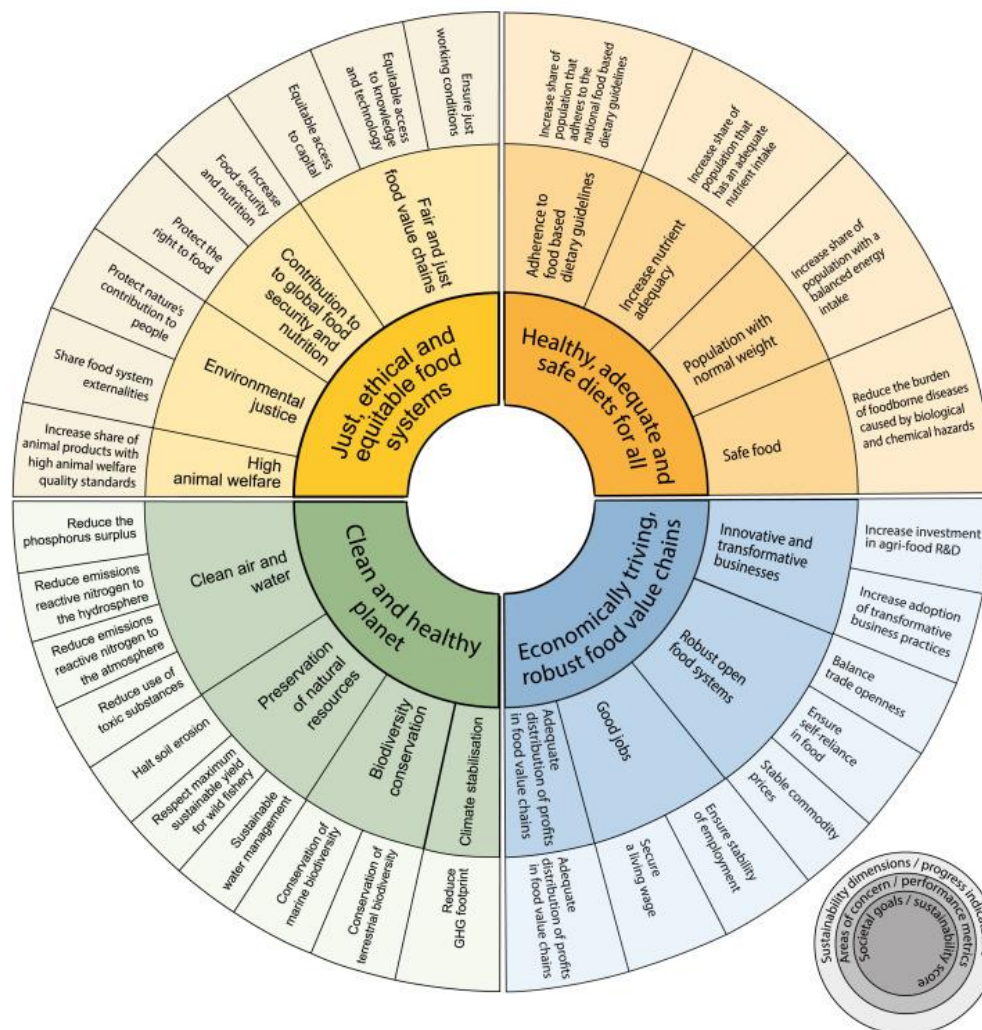 Ensure just
working conditions
Equitable access
to knowledge
and technology
Equitable access
to capital
Increase
Food security
and nutrition
Protect the
right to food
Protect nature's
contribution to
people
Share food system
externalities
Increase share of
animal products with
high animal welfare
quality standards
Fair and just
food value chains
Contribution to
to global food
security and
nutrition
Environmental
justice
High
animal welfare
Just, ethical and
equitable food
systems
Increase share of
population that
adheres to the
national food based
dietary guidelines
Increase share of
population that
has an adequate
nutrient intake
Increase share of
population with a
balanced energy
intake
Reduce the burden
of foodborne diseases
caused by biological
and chemical hazards
Adherence to
food based
dietary guidelines
Increase nutrient
adequacy
Population with
normal weight
Safe food
Healthy, adequate and
safe diets for all
Reduce the
phosphorus surplus
Reduce emissions
reactive nitrogen to
the hydrosphere
Reduce emissions
reactive nitrogen to
the atmosphere
Reduce use of
toxic substances
Halt soil erosion
Respect maximum
sustainable yield
for wild fishery
Sustainable
water management
Conservation of
marine biodiversity
Conservation of
terrestrial biodiversity
Reduce
GHG footprint
Clean air and
water
Preservation
of natural
resources
Biodiversity
conservation
Climate stabilisation
Clean and healthy
planet
Economically triving,
robust food value chains
Innovative and
transformative
businesses
Robust open
food systems
Good jobs
Adequate
distribution of profits
in food value chains
Increase investment
in agri-food R&D
Increase adoption
of transformative
business practices
Balance
trade openness
Ensure
self-reliance
in food
Stable commodity
prices
Ensure stability
of employment
Secure
a living wage
Adequate
distribution of profits
in food value chains
Sustainability dimensions / progress
Areas of concern / performance metrics
Societal goals / sustainability
score